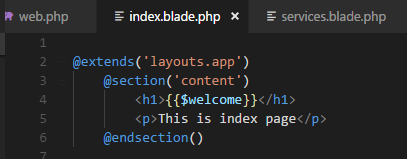 web.php index.blade.php × services.blade.php
1
2 @extends('layouts.app')
3 @section('content')
4 <h1>{{$welcome}}</h1>
5 <p>This is index page</p>
6 @endsection()